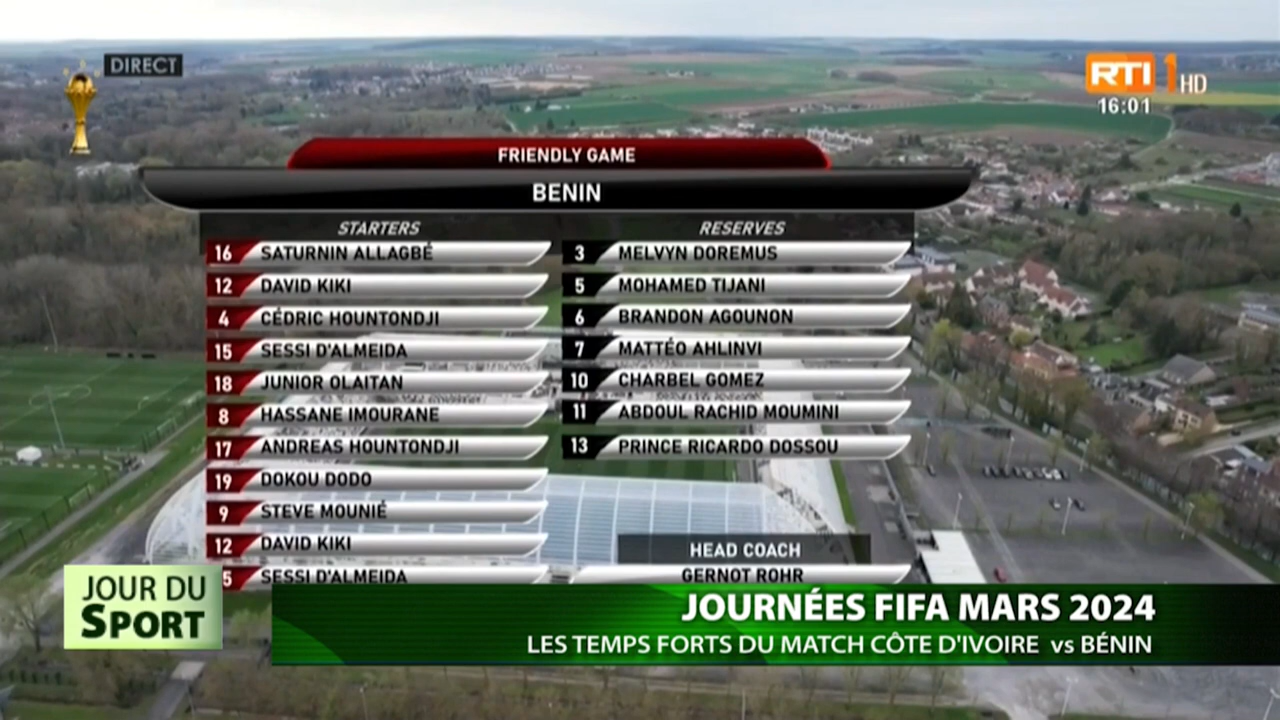 DIRECT
RTI 1 HD
16:01
FRIENDLY GAME
BENIN
STARTERS
16 SATURNIN ALLAGBÉ
12 DAVID KIKI
4 CÉDRIC HOUNTONDJI
15 SESSI D'ALMEIDA
18 JUNIOR OLAITAN
8 HASSANE IMOURANE
17 ANDREAS HOUNTONDJI
19 DOKOU DODO
9 STEVE MOUNIÉ
12 DAVID KIKI
5 SESSI D'ALMEIDA
RESERVES
3 MELVYN DOREMUS
5 MOHAMED TIJANI
6 BRANDON AGOUNON
7 MATTÉO AHLINVI
10 CHARBEL GOMEZ
11 ABDOUL RACHID MOUMINI
13 PRINCE RICARDO DOSSOU
HEAD COACH
GERNOT ROHR
JOUR DU
SPORT
JOURNÉES FIFA MARS 2024
LES TEMPS FORTS DU MATCH CÔTE D'IVOIRE vs BÉNIN